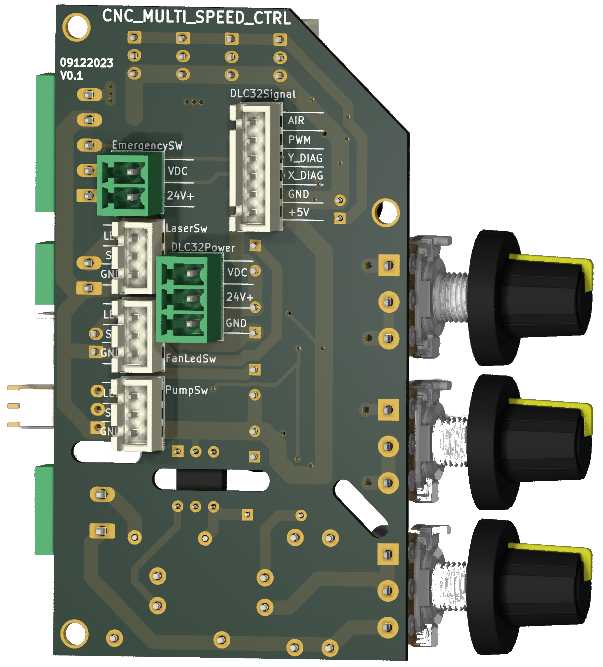 CNC_MULTI_SPEED_CTRL
09122023
V0.1
DLC32Signal
AIR
PWM
Y_DIAG
X_DIAG
GND
+5V
EmergencySW
VDC
24V+
LaserSw
GND
DLC32Power
VDC
24V+
GND
FanLedSw
PumpSw